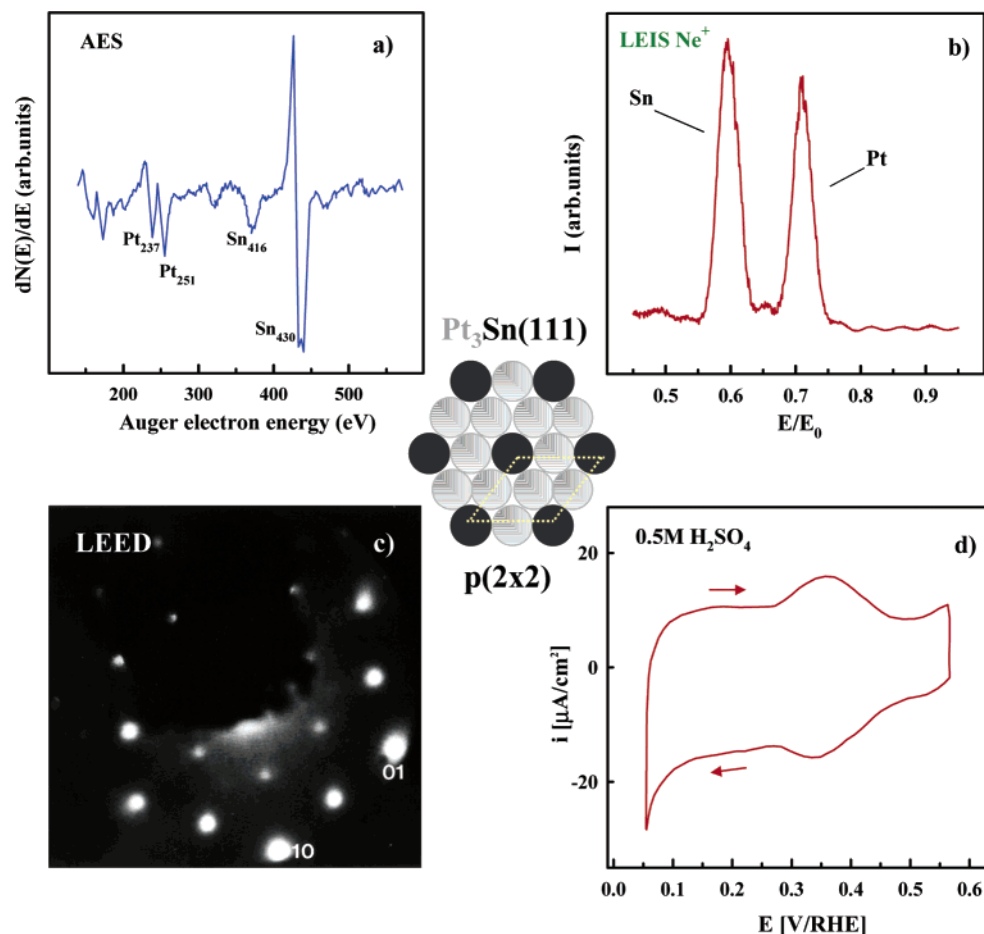 AES
a)
dN(E)/dE (arb.units)
Pt237
Pt251
Sn416
Sn430
200 300 400 500
Auger electron energy (eV)
LEIS Ne+
b)
Sn
Pt
I (arb.units)
0.5 0.6 0.7 0.8 0.9
E/E0
Pt3Sn(111)
p(2x2)
LEED
c)
01
10
0.5M H2SO4
d)
20
0
-20
i [µA/cm2]
0.0 0.1 0.2 0.3 0.4 0.5 0.6
E [V/RHE]